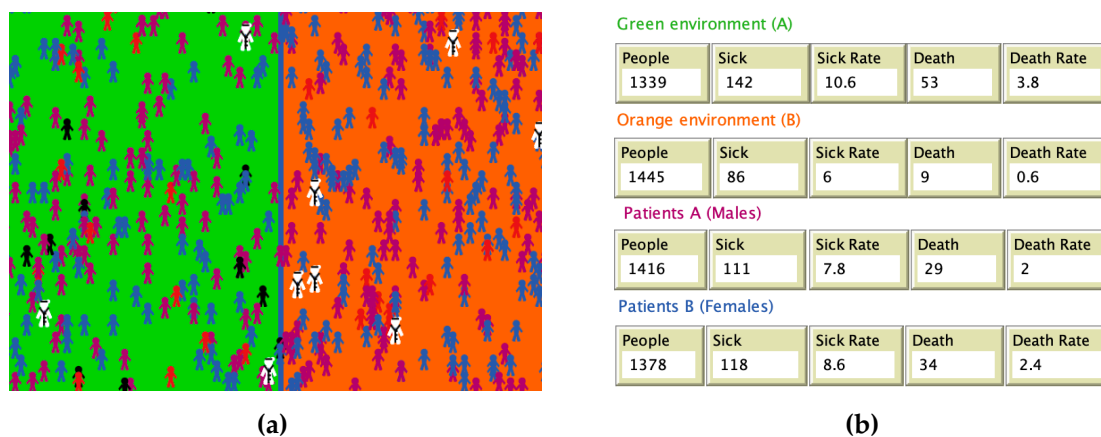 Green environment (A)
People Sick Sick Rate Death Death Rate
1339 142 10.6 53 3.8
Orange environment (B)
People Sick Sick Rate Death Death Rate
1445 86 6 9 0.6
Patients A (Males)
People Sick Sick Rate Death Death Rate
1416 111 7.8 29 2
Patients B (Females)
People Sick Sick Rate Death Death Rate
1378 118 8.6 34 2.4
(a) (b)